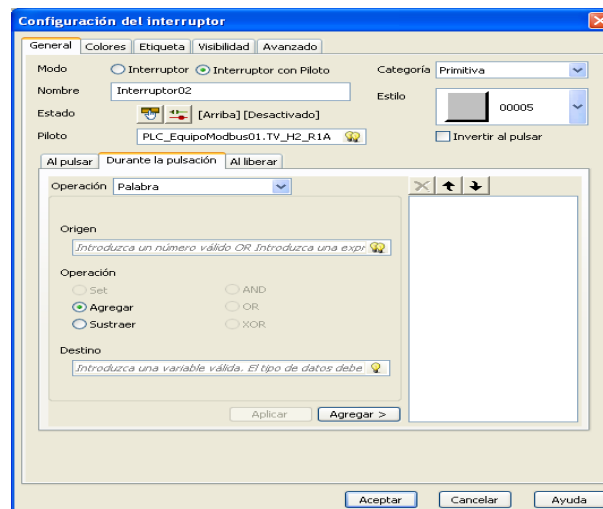 Configuración del interruptor
General Colores Etiqueta Visibilidad Avanzado
Modo Interruptor Interruptor con Piloto Categoría Primitiva
Nombre Interruptor02
Estilo 00005
Estado [Arriba] [Desactivado]
Piloto PLC_EquipoModbus01.TV_H2_R1A Invertir al pulsar
Al pulsar Durante la pulsación Al liberar
Operación Palabra
Origen
Introduzca un número válido OR Introduzca una expr
Operación
Set AND
Agregar OR
Sustraer XOR
Destino
Introduzca una variable válida. El tipo de datos debe
Aplicar Agregar >
Aceptar Cancelar Ayuda